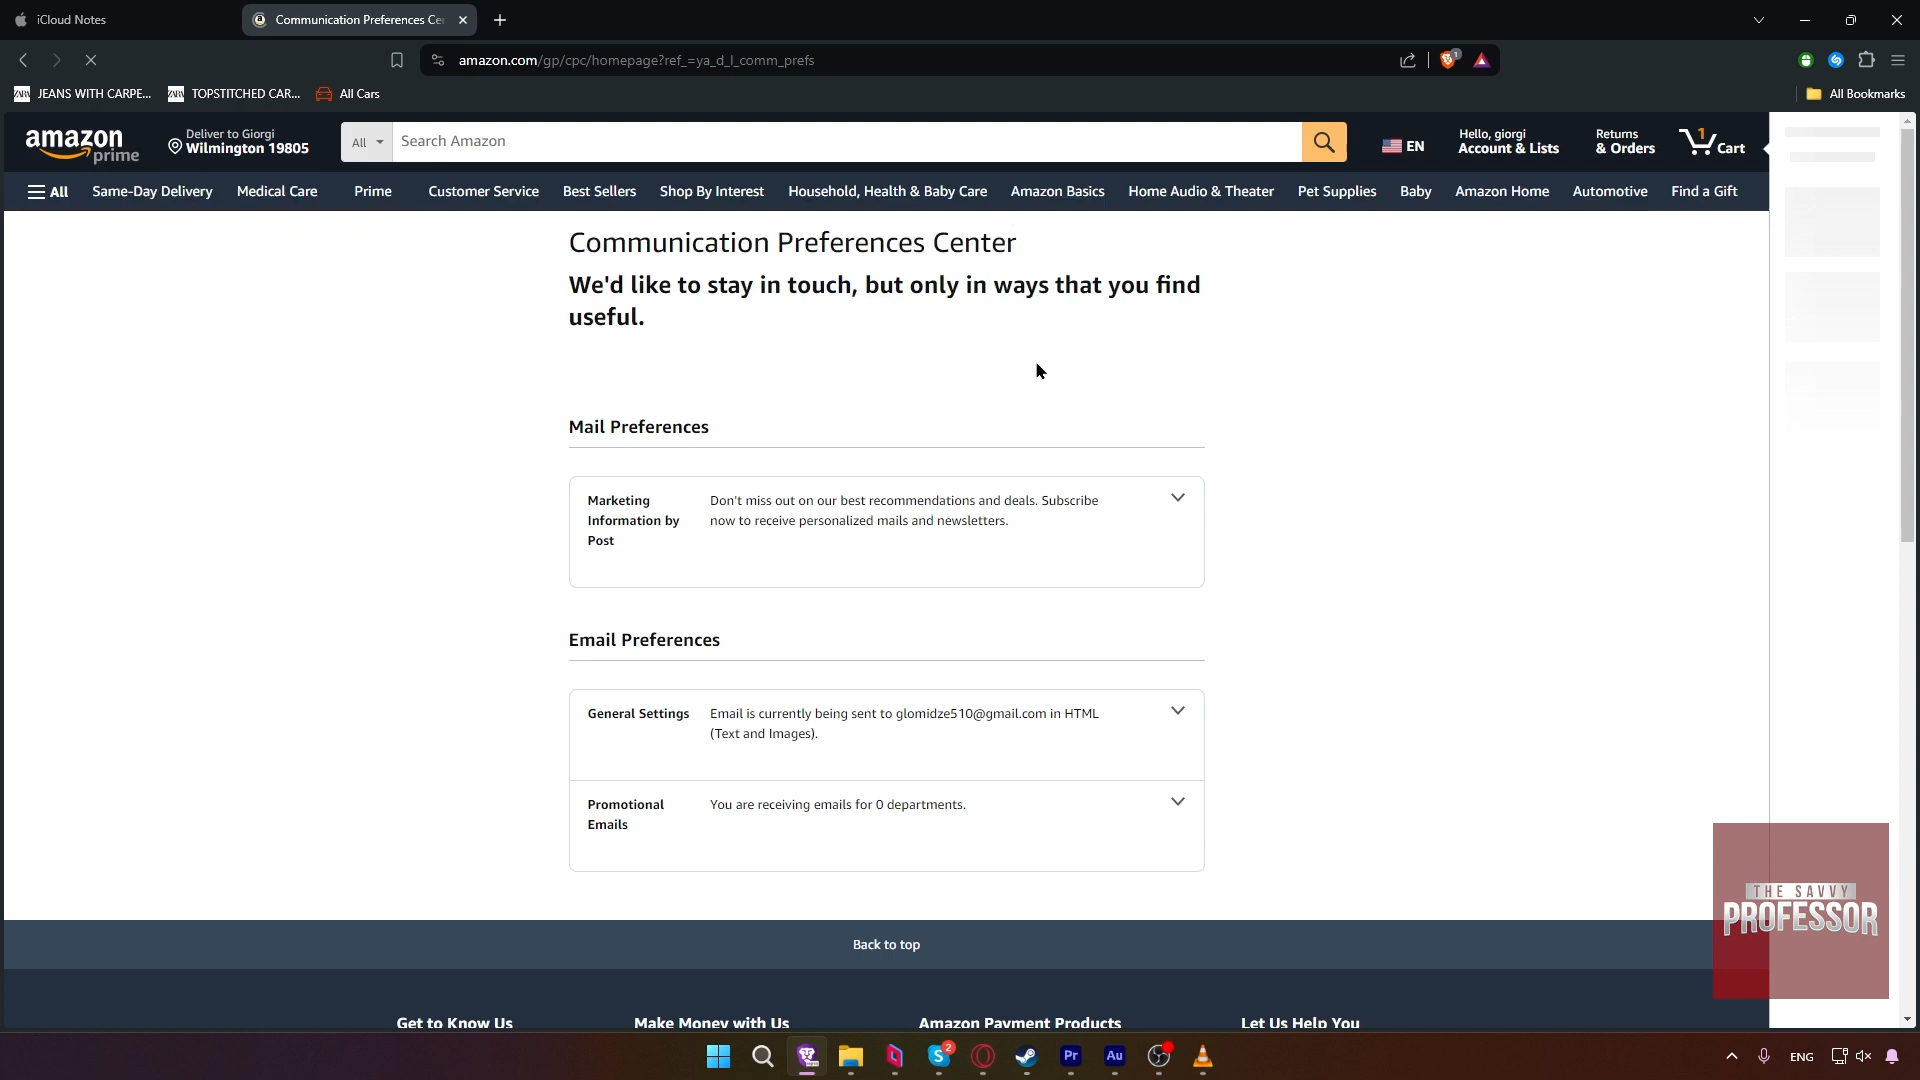 iCloud Notes
Communication Preferences Ce
amazon.com/gp/cpc/homepage?ref_=ya_d_l_comm_prefs
1
ZARA JEANS WITH CARPE...
ZARA TOPSTITCHED CAR...
All Cars
All Bookmarks
amazon prime
Deliver to Giorgi
Wilmington 19805
All
Search Amazon
EN
Hello, giorgi
Account & Lists
Returns
& Orders
1
Cart
All Same-Day Delivery Medical Care Prime Customer Service Best Sellers Shop By Interest Household, Health & Baby Care Amazon Basics Home Audio & Theater Pet Supplies Baby Amazon Home Automotive Find a Gift
Communication Preferences Center
We'd like to stay in touch, but only in ways that you find
useful.
Mail Preferences
Marketing
Information by
Post
Don't miss out on our best recommendations and deals. Subscribe
now to receive personalized mails and newsletters.
Email Preferences
General Settings
Email is currently being sent to glomidze510@gmail.com in HTML
(Text and Images).
Promotional
Emails
You are receiving emails for 0 departments.
THE SAVVY
PROFESSOR
Back to top
Get to Know Us
Make Money with Us
Amazon Payment Products
Let Us Help You
S
2
Pr
Au
ENG